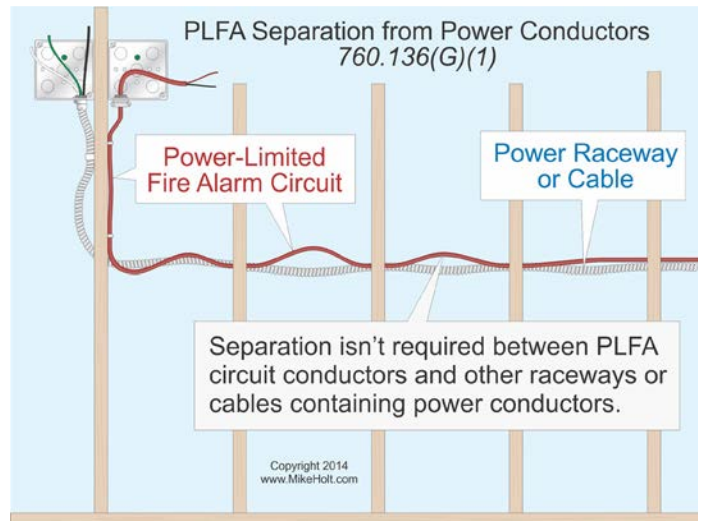 PLFA Separation from Power Conductors
760.136(G)(1)
Power-Limited
Fire Alarm Circuit
Power Raceway
or Cable
Separation isn't required between PLFA
circuit conductors and other raceways or
cables containing power conductors.
Copyright 2014
www.MikeHolt.com